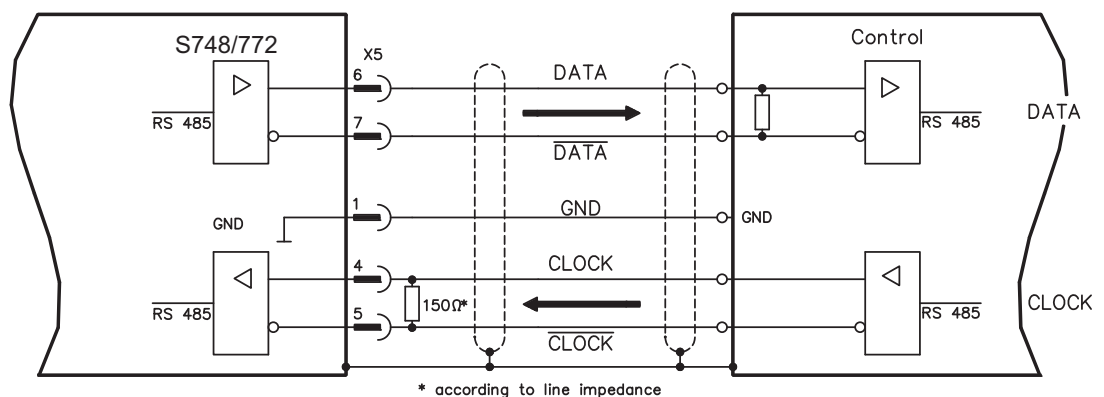 S748/772
X5
Control
6
DATA
RS 485
7
DATA
RS 485
DATA
1
GND
GND
GND
4
CLOCK
RS 485
150Ω*
5
CLOCK
RS 485
CLOCK
* according to line impedance